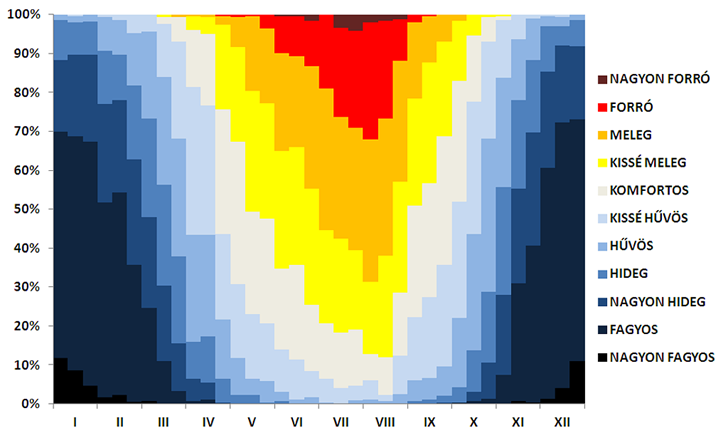 100%
90%
80%
70%
60%
50%
40%
30%
20%
10%
0%
I II III IV V VI VII VIII IX X XI XII
NAGYON FORRÓ
FORRÓ
MELEG
KISSÉ MELEG
KOMFORTOS
KISSÉ HŰVÖS
HŰVÖS
HIDEG
NAGYON HIDEG
FAGYOS
NAGYON FAGYOS